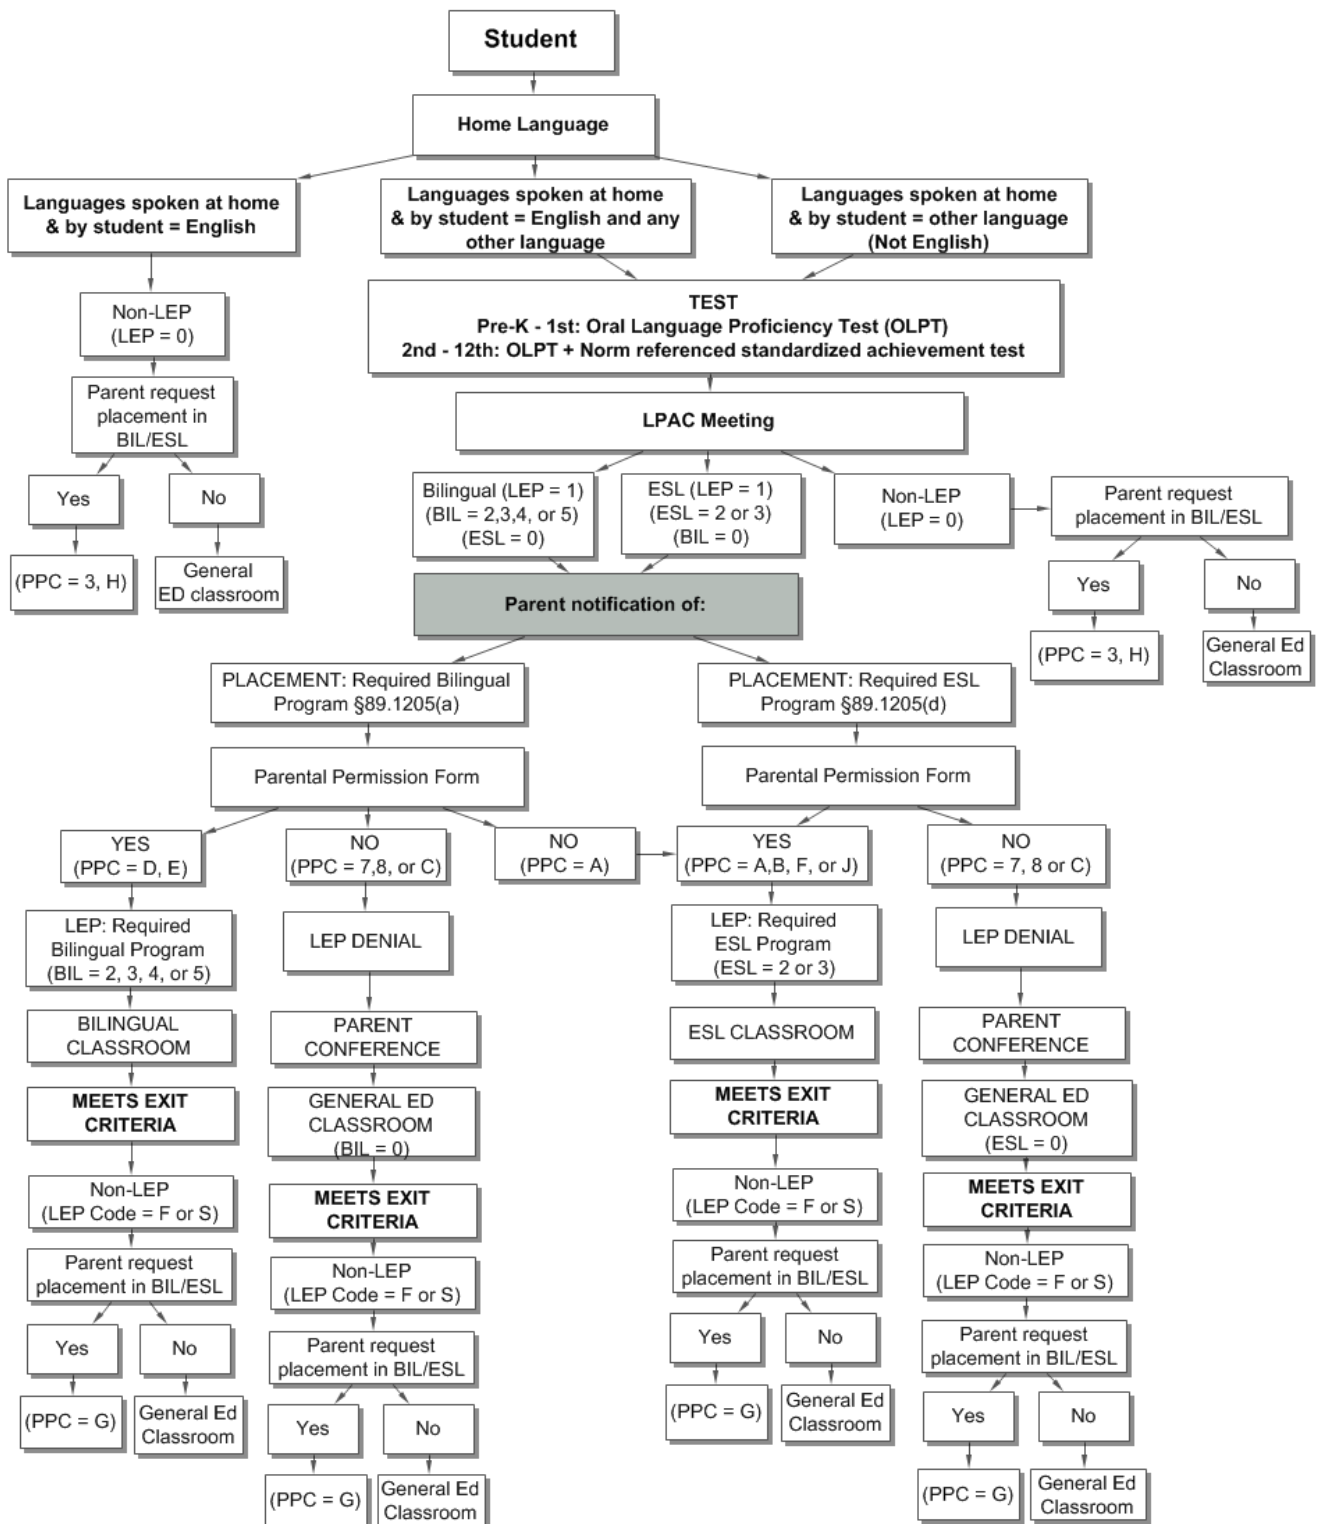 Student
Home Language
Languages spoken at home
& by student = English
Languages spoken at home
& by student = English and any
other language
Languages spoken at home
& by student = other language
(Not English)
Non-LEP
(LEP = 0)
Parent request
placement in
BIL/ESL
Yes
No
(PPC = 3, H)
General
ED classroom
TEST
Pre-K - 1st: Oral Language Proficiency Test (OLPT)
2nd - 12th: OLPT + Norm referenced standardized achievement test
LPAC Meeting
Bilingual (LEP = 1)
(BIL = 2,3,4, or 5)
(ESL = 0)
ESL (LEP = 1)
(ESL = 2 or 3)
(BIL = 0)
Non-LEP
(LEP = 0)
Parent request
placement in BIL/ESL
Yes
No
(PPC = 3, H)
General Ed
Classroom
Parent notification of:
PLACEMENT: Required Bilingual
Program §89.1205(a)
PLACEMENT: Required ESL
Program §89.1205(d)
Parental Permission Form
Parental Permission Form
YES
(PPC = D, E)
NO
(PPC = 7,8, or C)
NO
(PPC = A)
YES
(PPC = A,B, F, or J)
NO
(PPC = 7, 8 or C)
LEP: Required
Bilingual Program
(BIL = 2, 3, 4, or 5)
BILINGUAL
CLASSROOM
MEETS EXIT
CRITERIA
Non-LEP
(LEP Code = F or S)
Parent request
placement in BIL/ESL
Yes
No
(PPC = G)
General Ed
Classroom
LEP DENIAL
PARENT
CONFERENCE
GENERAL ED
CLASSROOM
(BIL = 0)
MEETS EXIT
CRITERIA
Non-LEP
(LEP Code = F or S)
Parent request
placement in BIL/ESL
Yes
No
(PPC = G)
General Ed
Classroom
LEP: Required
ESL Program
(ESL = 2 or 3)
ESL CLASSROOM
MEETS EXIT
CRITERIA
Non-LEP
(LEP Code = F or S)
Parent request
placement in BIL/ESL
Yes
No
(PPC = G)
General Ed
Classroom
LEP DENIAL
PARENT
CONFERENCE
GENERAL ED
CLASSROOM
(ESL = 0)
MEETS EXIT
CRITERIA
Non-LEP
(LEP Code = F or S)
Parent request
placement in BIL/ESL
Yes
No
(PPC = G)
General Ed
Classroom